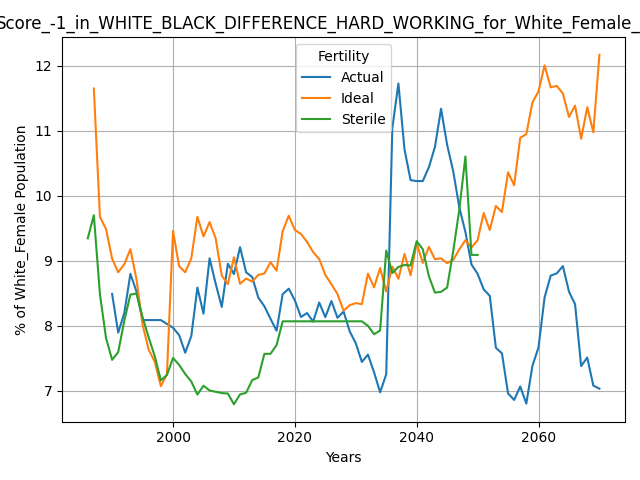 Score_-1_in_WHITE_BLACK_DIFFERENCE_HARD_WORKING_for_White_Female_
Fertility
Actual
Ideal
Sterile
% of White_Female Population
12
11
10
9
8
7
2000
2020
2040
2060
Years